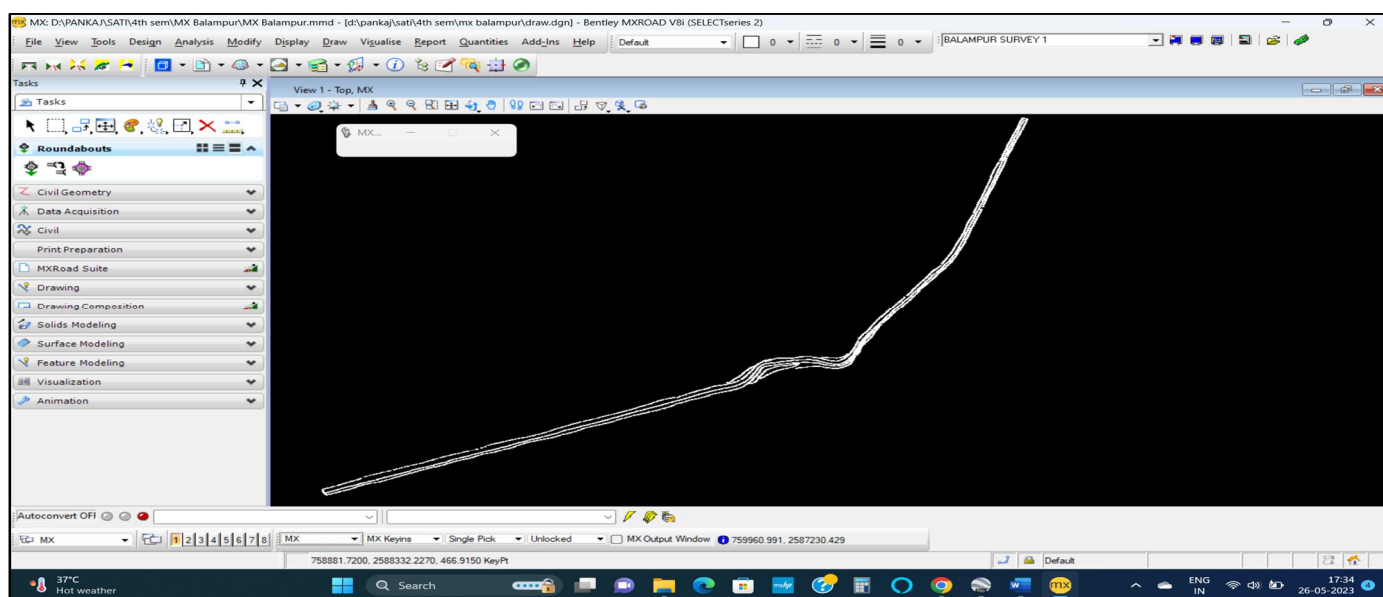 MX: D:\PANKAJ\SATI\4th sem\MX Balampur\MX Balampur.mmd - [d:\pankaj\sati\4th sem\mx balampur\draw.dgn] - Bentley MXROAD V8i (SELECTseries 2)
File View Tools Design Analysis Modify Display Draw Visualise Report Quantities Add-Ins Help Default 0 0 0 BALAMPUR SURVEY 1
Tasks
View 1 - Top, MX
Tasks
MX...
Roundabouts
Civil Geometry
Data Acquisition
Civil
Print Preparation
MXRoad Suite
Drawing
Drawing Composition
Solids Modeling
Surface Modeling
Feature Modeling
Visualization
Animation
Autoconvert OFF
MX 1 2 3 4 5 6 7 8 MX MX Keyins Single Pick Unlocked MX Output Window 759960.991, 2587230.429
758881.7200, 2588332.2270, 466.9150 KeyPt Default
37°C
Hot weather
Search
ENG
IN
17:34
26-05-2023
4